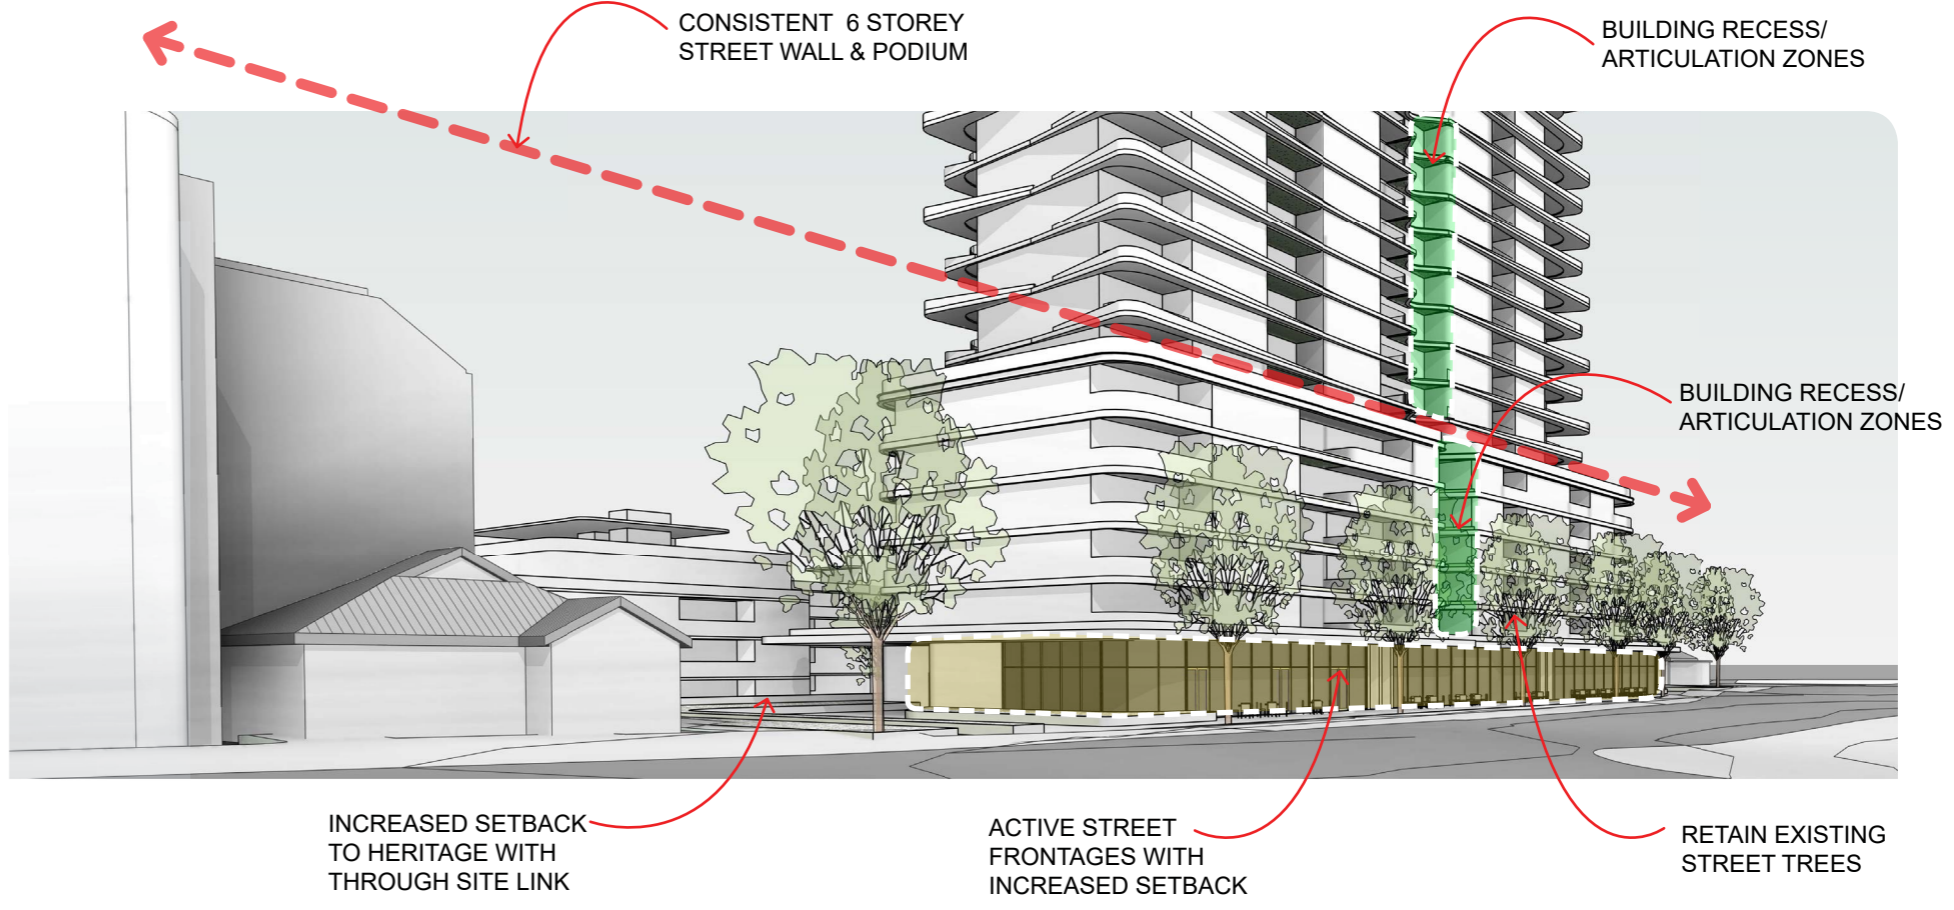 CONSISTENT 6 STOREY
STREET WALL & PODIUM
BUILDING RECESS/
ARTICULATION ZONES
BUILDING RECESS/
ARTICULATION ZONES
INCREASED SETBACK
TO HERITAGE WITH
THROUGH SITE LINK
ACTIVE STREET
FRONTAGES WITH
INCREASED SETBACK
RETAIN EXISTING
STREET TREES